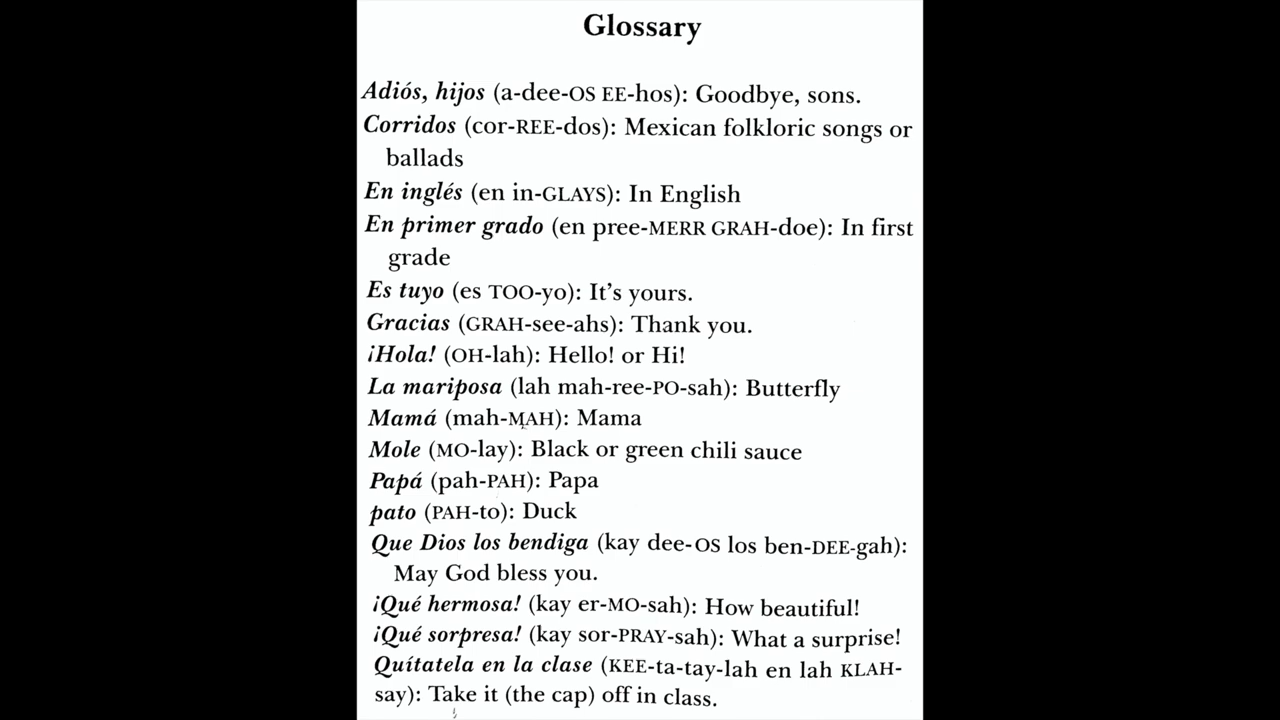 Glossary
Adiós, hijos (a-dee-OS EE-hos): Goodbye, sons.
Corridos (cor-REE-dos): Mexican folkloric songs or
ballads
En inglés (en in-GLAYS): In English
En primer grado (en pree-MERR GRAH-doe): In first
grade
Es tuyo (es TOO-yo): It's yours.
Gracias (GRAH-see-ahs): Thank you.
¡Hola! (OH-lah): Hello! or Hi!
La mariposa (lah mah-ree-PO-sah): Butterfly
Mamá (mah-MAH): Mama
Mole (MO-lay): Black or green chili sauce
Papá (pah-PAH): Papa
pato (PAH-to): Duck
Que Dios los bendiga (kay dee-OS los ben-DEE-gah):
May God bless you.
¡Qué hermosa! (kay er-MO-sah): How beautiful!
¡Qué sorpresa! (kay sor-PRAY-sah): What a surprise!
Quítatela en la clase (KEE-ta-tay-lah en lah KLAH-
say): Take it (the cap) off in class.